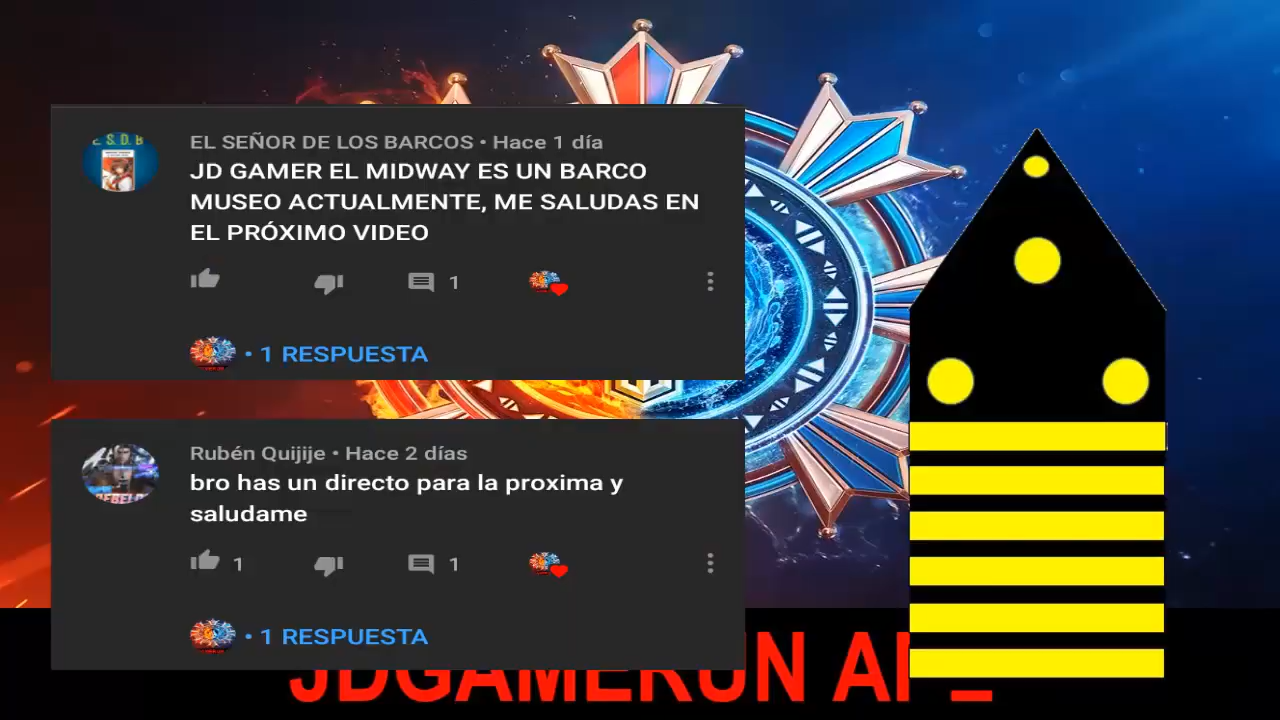 E. S. D. B
EL SEÑOR DE LOS BARCOS • Hace 1 día
JD GAMER EL MIDWAY ES UN BARCO
MUSEO ACTUALMENTE, ME SALUDAS EN
EL PRÓXIMO VIDEO
1
• 1 RESPUESTA
Rubén Quijije • Hace 2 días
bro has un directo para la proxima y
saludame
1 1
• 1 RESPUESTA
JDGAMERUN